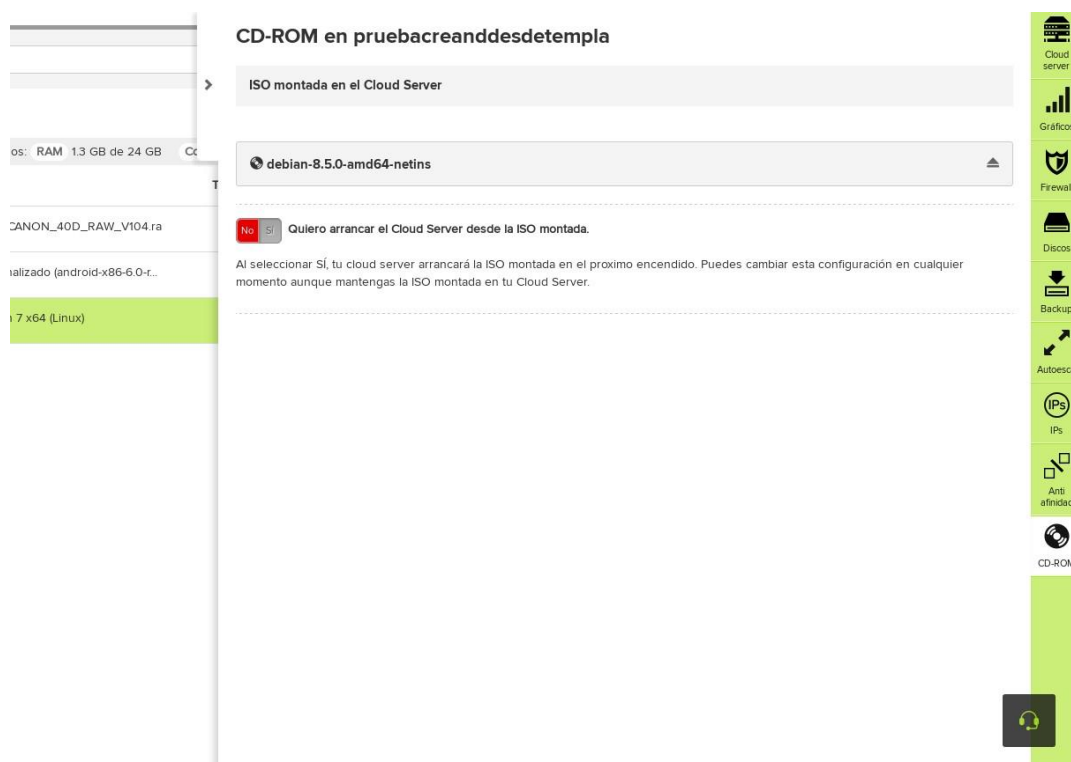 CD-ROM en pruebacreanddesdetempla
ISO montada en el Cloud Server
os: RAM 1.3 GB de 24 GB
debian-8.5.0-amd64-netins
T
CANON_40D_RAW_V104.ra
No Sí Quiero arrancar el Cloud Server desde la ISO montada.
Al seleccionar SÍ, tu cloud server arrancará la ISO montada en el proximo encendido. Puedes cambiar esta configuración en cualquier
momento aunque mantengas la ISO montada en tu Cloud Server.
nalizado (android-x86-6.0-r...
7 x64 (Linux)
Cloud
server
Gráficos
Firewall
Discos
Backup
Autoesc
IPs
IPs
Anti
afinidad
CD-ROM